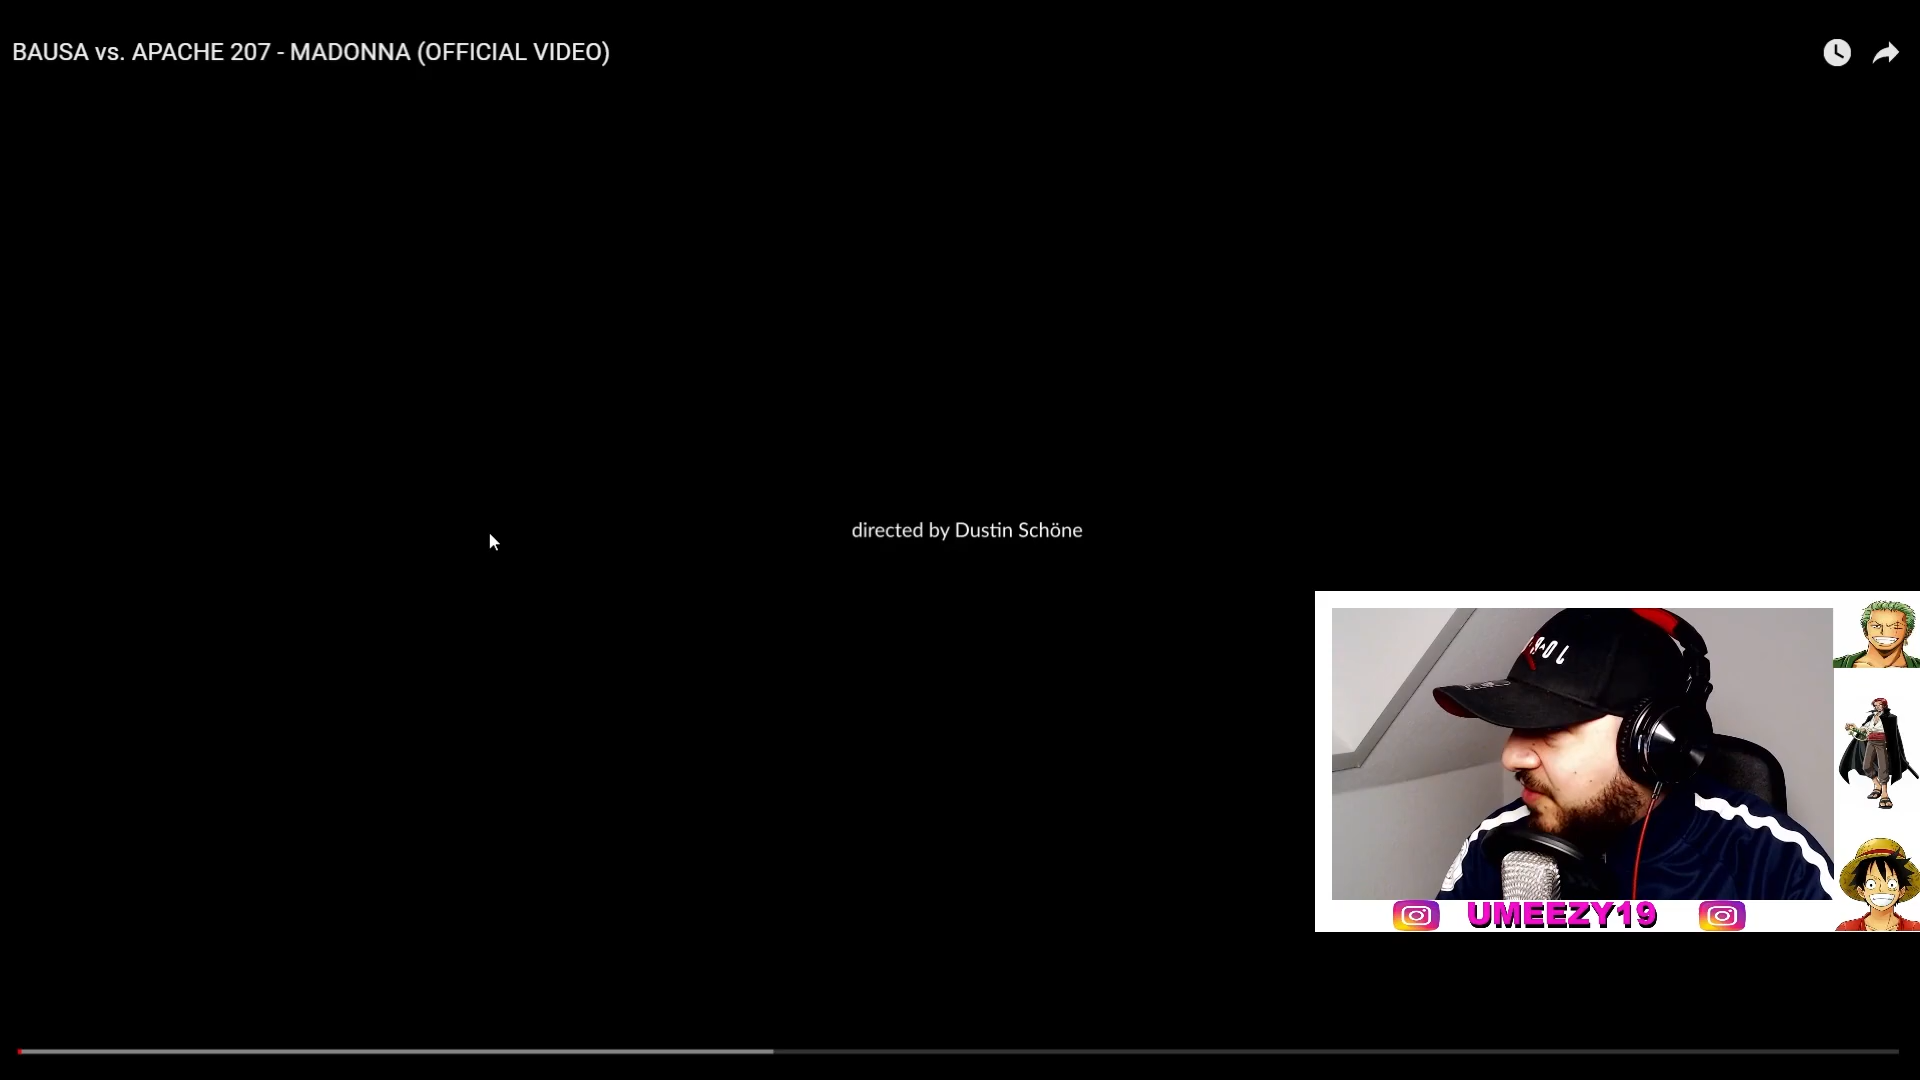 BAUSA vs. APACHE 207 - MADONNA (OFFICIAL VIDEO)
directed by Dustin Schöne
UMEEZY19